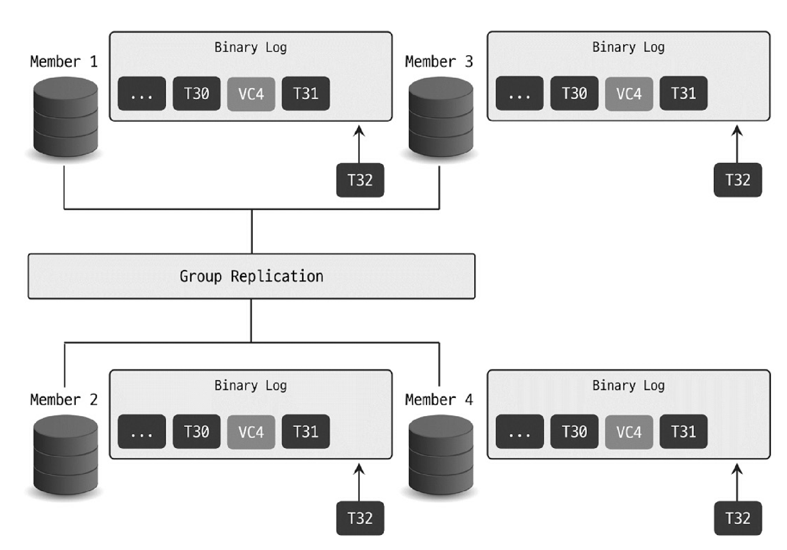 Member 1
Binary Log
... T30 VC4 T31
T32
Member 3
Binary Log
... T30 VC4 T31
T32
Group Replication
Member 2
Binary Log
... T30 VC4 T31
T32
Member 4
Binary Log
... T30 VC4 T31
T32